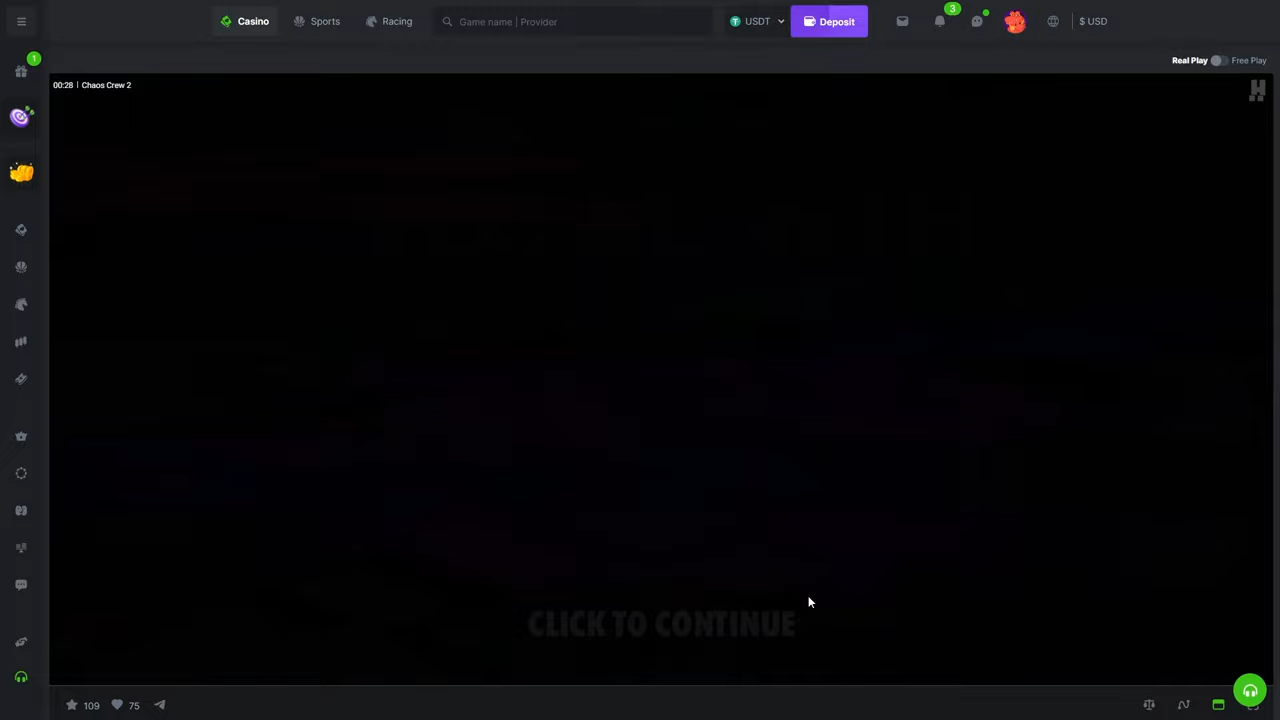 Casino
Sports
Racing
Game name | Provider
USDT
Deposit
3
$ USD
1
Real Play
Free Play
00:28 | Chaos Crew 2
CLICK TO CONTINUE
109
75